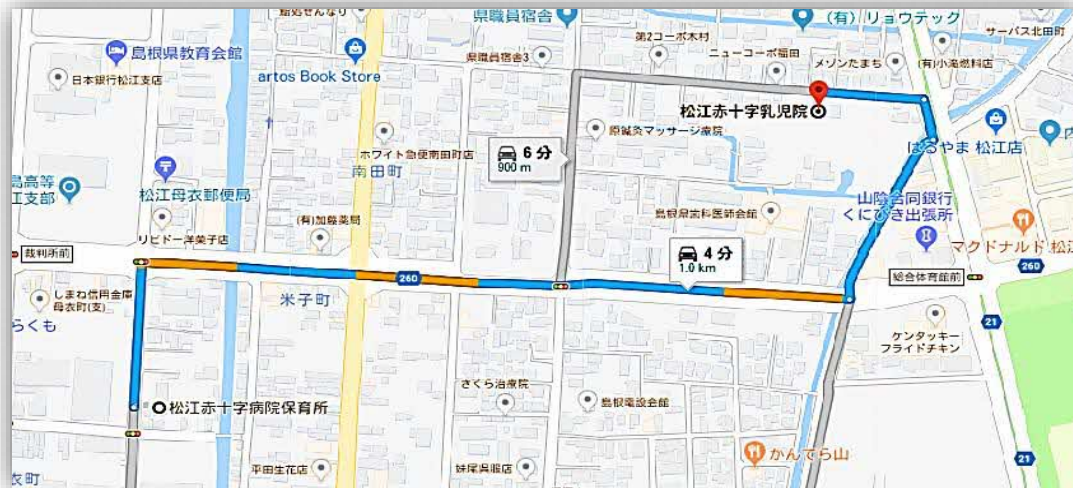 県職員宿舎
(有)リョウテック
島根県教育会館
県職員宿舎3
第2コーポ木村
サーパス北田町
artos Book Store
ニューコーポ福田
メゾンたまち
(有)小滝燃料店
日本銀行松江支店
松江赤十字乳児院
原鍼灸マッサージ療院
はるやま 松江店
ホワイト急便南田町店
6 分
900 m
南田町
島高等
江支部
松江母衣郵便局
山陰合同銀行
くにびき出張所
(有)加藤薬局
島根県歯科医師会館
リビドー洋菓子店
マクドナルド 松江
裁判所前
4 分
1.0 km
260
260
総合体育館前
しまね信用金庫
母衣町(支)
米子町
らくも
21
ケンタッキー
フライドチキン
さくら治療院
松江赤十字病院保育所
島根電設会館
かんてら山
平田生花店
妹尾呉服店
21
衣町